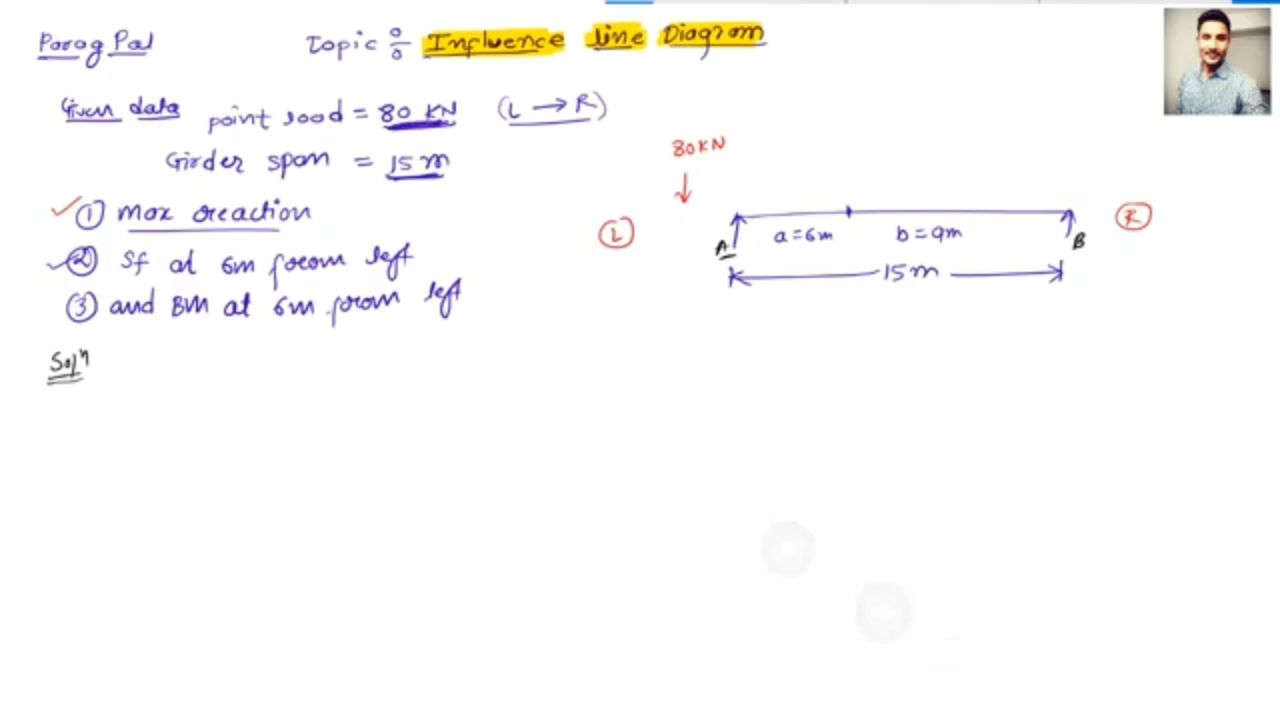 Parag Pal
Topic : Influence line Diagram
Given data
point load = 80 KN (L → R)
Girder span = 15 m
① max reaction
② Sf at 6m from left
③ and BM at 6m from left
Solⁿ
80 KN
L
A
a = 6m
b = 9m
B
R
15 m